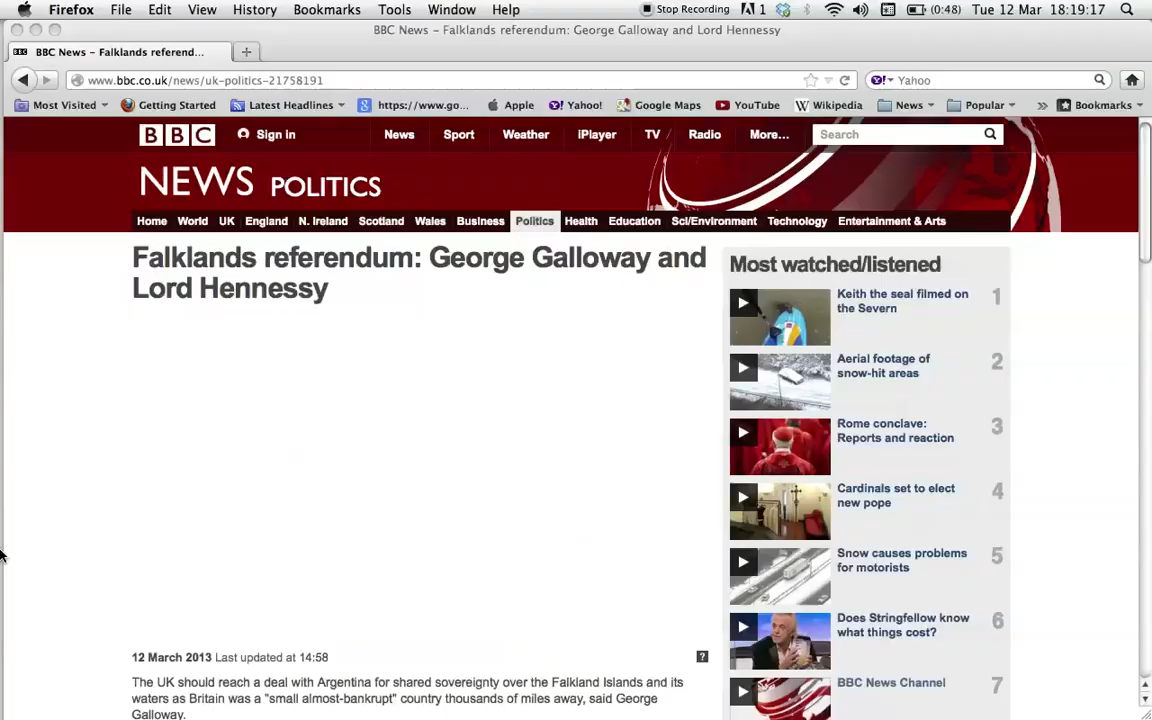 Firefox File Edit View History Bookmarks Tools Window Help Stop Recording 1 (0:48) Tue 12 Mar 18:19:17
BBC News – Falklands referendum: George Galloway and Lord Hennessy
BBC News – Falklands referend...
www.bbc.co.uk/news/uk-politics-21758191 Yahoo
Most Visited Getting Started Latest Headlines https://www.go... Apple Yahoo! Google Maps YouTube Wikipedia News Popular » Bookmarks
BBC Sign in News Sport Weather iPlayer TV Radio More... Search
NEWS POLITICS
Home World UK England N. Ireland Scotland Wales Business Politics Health Education Sci/Environment Technology Entertainment & Arts
Falklands referendum: George Galloway and
Lord Hennessy
12 March 2013 Last updated at 14:58 ?
The UK should reach a deal with Argentina for shared sovereignty over the Falkland Islands and its
waters as Britain was a "small almost-bankrupt" country thousands of miles away, said George
Galloway.
Most watched/listened
Keith the seal filmed on 1
the Severn
Aerial footage of 2
snow-hit areas
Rome conclave: 3
Reports and reaction
Cardinals set to elect 4
new pope
Snow causes problems 5
for motorists
Does Stringfellow know 6
what things cost?
BBC News Channel 7